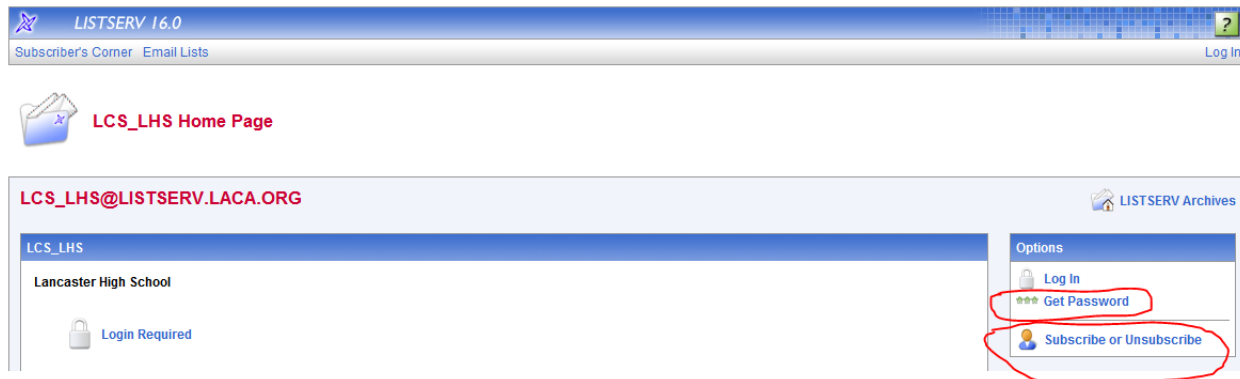 LISTSERV 16.0
?
Subscriber's Corner Email Lists
Log In
LCS_LHS Home Page
LCS_LHS@LISTSERV.LACA.ORG
LISTSERV Archives
LCS_LHS
Options
Lancaster High School
Log In
*** Get Password
Login Required
Subscribe or Unsubscribe